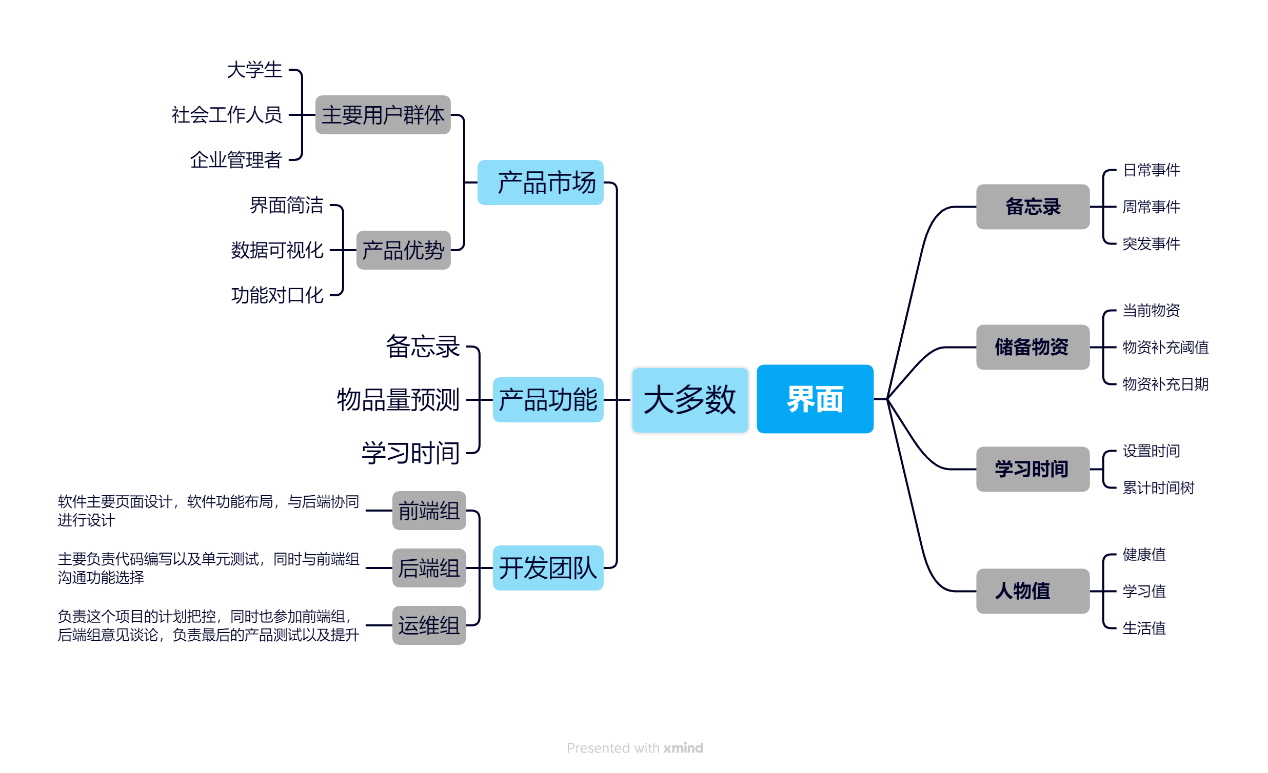 大学生
社会工作人员
企业管理者
主要用户群体
界面简洁
数据可视化
功能对口化
产品优势
产品市场
备忘录
物品量预测
学习时间
产品功能
软件主要页面设计，软件功能布局，与后端协同
进行设计
前端组
主要负责代码编写以及单元测试，同时与前端组
沟通功能选择
后端组
负责这个项目的计划把控，同时也参加前端组，
后端组意见谈论，负责最后的产品测试以及提升
运维组
开发团队
大多数
界面
备忘录
日常事件
周常事件
突发事件
储备物资
当前物资
物资补充阈值
物资补充日期
学习时间
设置时间
累计时间树
人物值
健康值
学习值
生活值
Presented with xmind